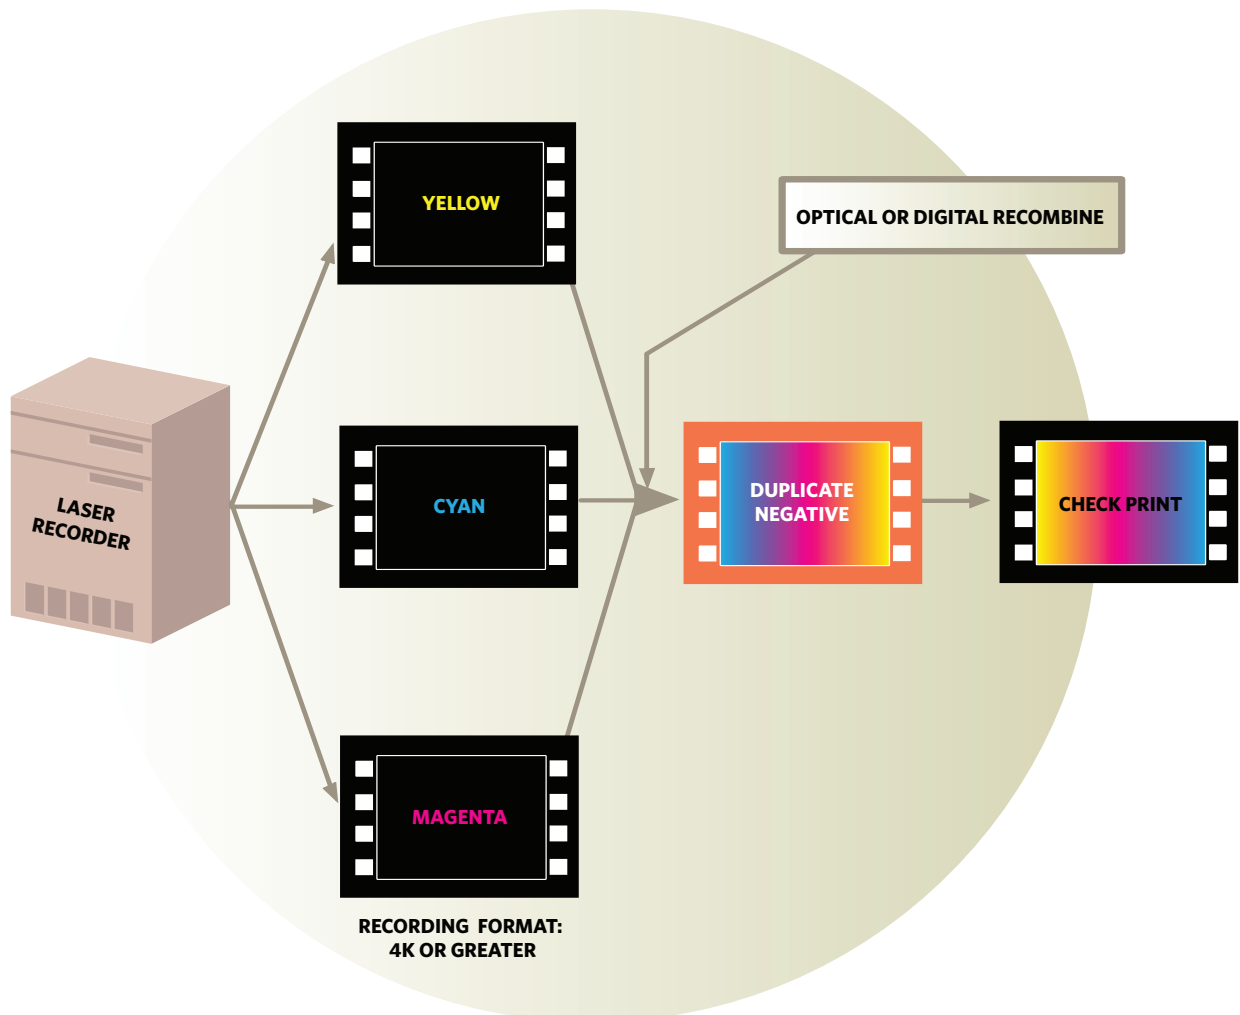 YELLOW
OPTICAL OR DIGITAL RECOMBINE
LASER
RECORDER
CYAN
DUPLICATE
NEGATIVE
CHECK PRINT
MAGENTA
RECORDING FORMAT:
4K OR GREATER